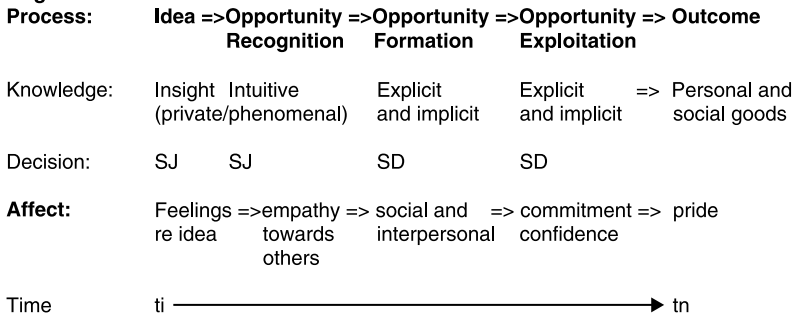 Process: Idea =>Opportunity =>Opportunity =>Opportunity => Outcome
Recognition Formation Exploitation
Knowledge: Insight Intuitive Explicit Explicit => Personal and
(private/phenomenal) and implicit and implicit social goods
Decision: SJ SJ SD SD
Affect: Feelings =>empathy => social and => commitment => pride
re idea towards interpersonal confidence
others
Time ti tn